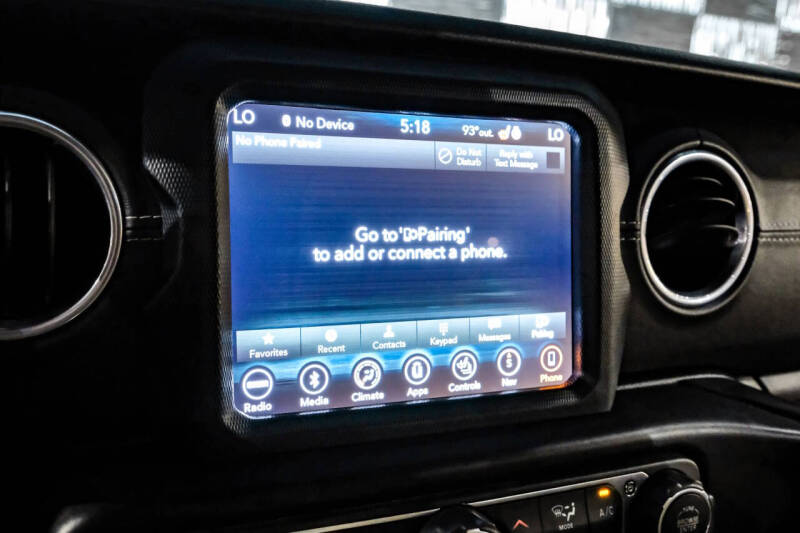 LO
No Device
5:18
93° out.
LO
No Phone Paired
Do Not
Disturb
Reply with
Text Message
Go to 'Pairing'
to add or connect a phone.
Favorites
Recent
Contacts
Keypad
Messages
Pairing
Radio
Media
Climate
Apps
Controls
Nav
Phone
MODE
A/C
ENTER